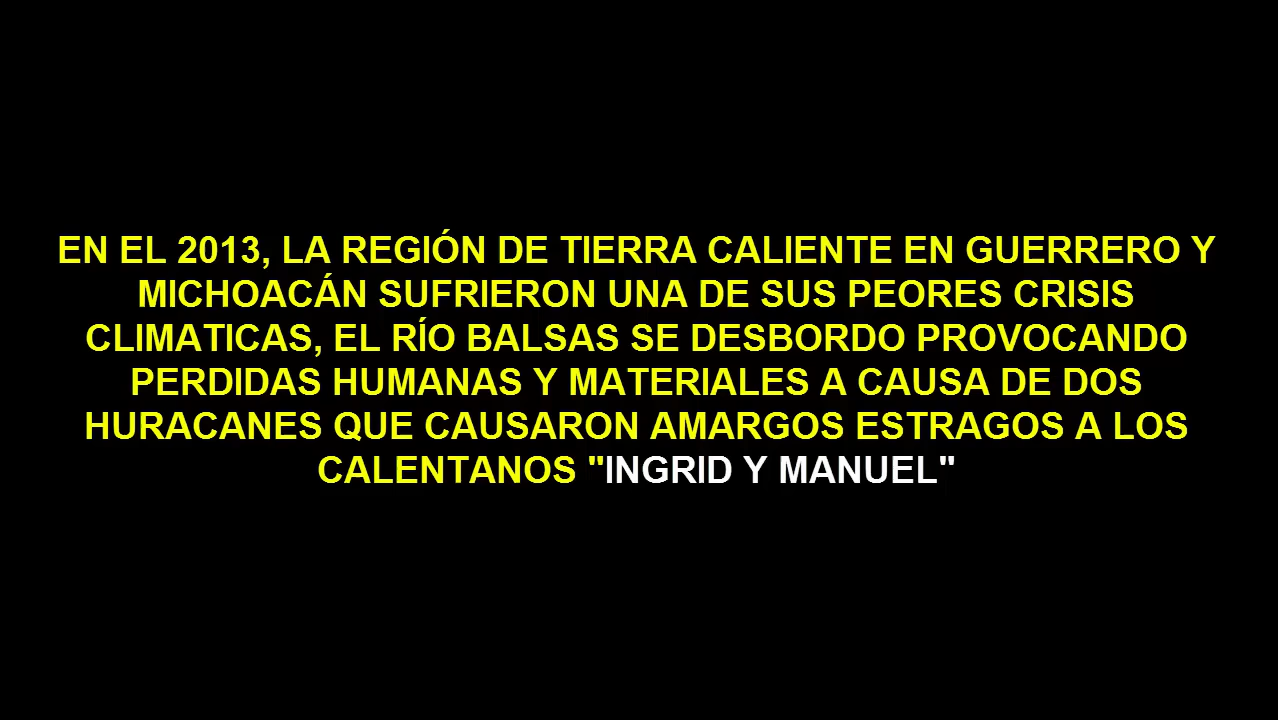 EN EL 2013, LA REGIÓN DE TIERRA CALIENTE EN GUERRERO Y
MICHOACÁN SUFRIERON UNA DE SUS PEORES CRISIS
CLIMATICAS, EL RÍO BALSAS SE DESBORDO PROVOCANDO
PERDIDAS HUMANAS Y MATERIALES A CAUSA DE DOS
HURACANES QUE CAUSARON AMARGOS ESTRAGOS A LOS
CALENTANOS "INGRID Y MANUEL"